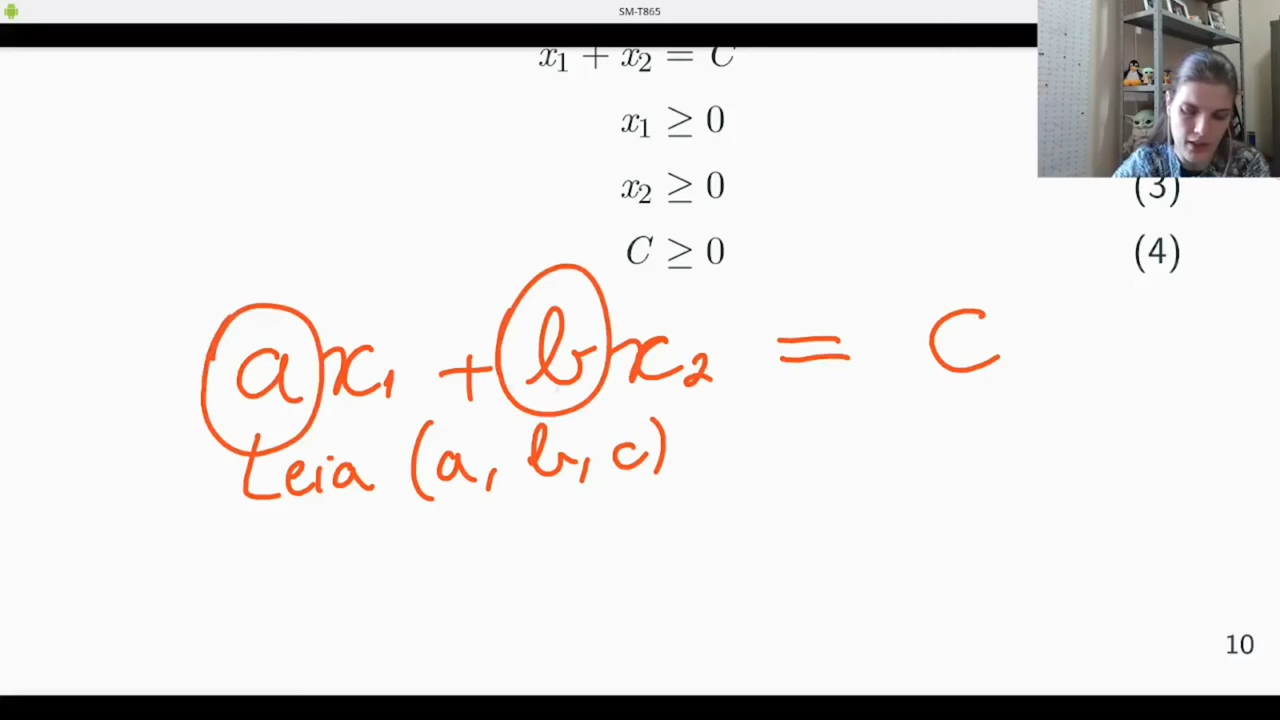 SM-T865
x₁ + x₂ = C
x₁ ≥ 0
x₂ ≥ 0 (3)
C ≥ 0 (4)
ax₁ + bx₂ = C
Leia (a, b, c)
10